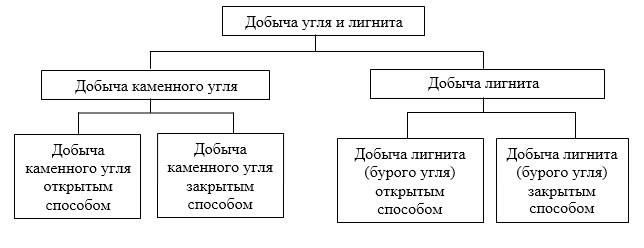 Добыча угля и лигнита
Добыча каменного угля
Добыча лигнита
Добыча
каменного угля
открытым
способом
Добыча
каменного угля
закрытым
способом
Добыча лигнита
(бурого угля)
открытым
способом
Добыча лигнита
(бурого угля)
закрытым
способом